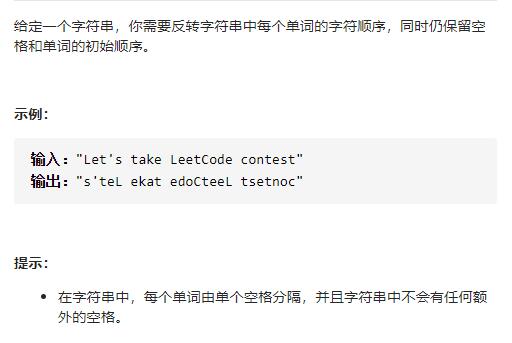 给定一个字符串，你需要反转字符串中每个单词的字符顺序，同时仍保留空
格和单词的初始顺序。
示例：
输入："Let's take LeetCode contest"
输出："s'teL ekat edoCteeL tsetnoc"
提示：
• 在字符串中，每个单词由单个空格分隔，并且字符串中不会有任何额
外的空格。